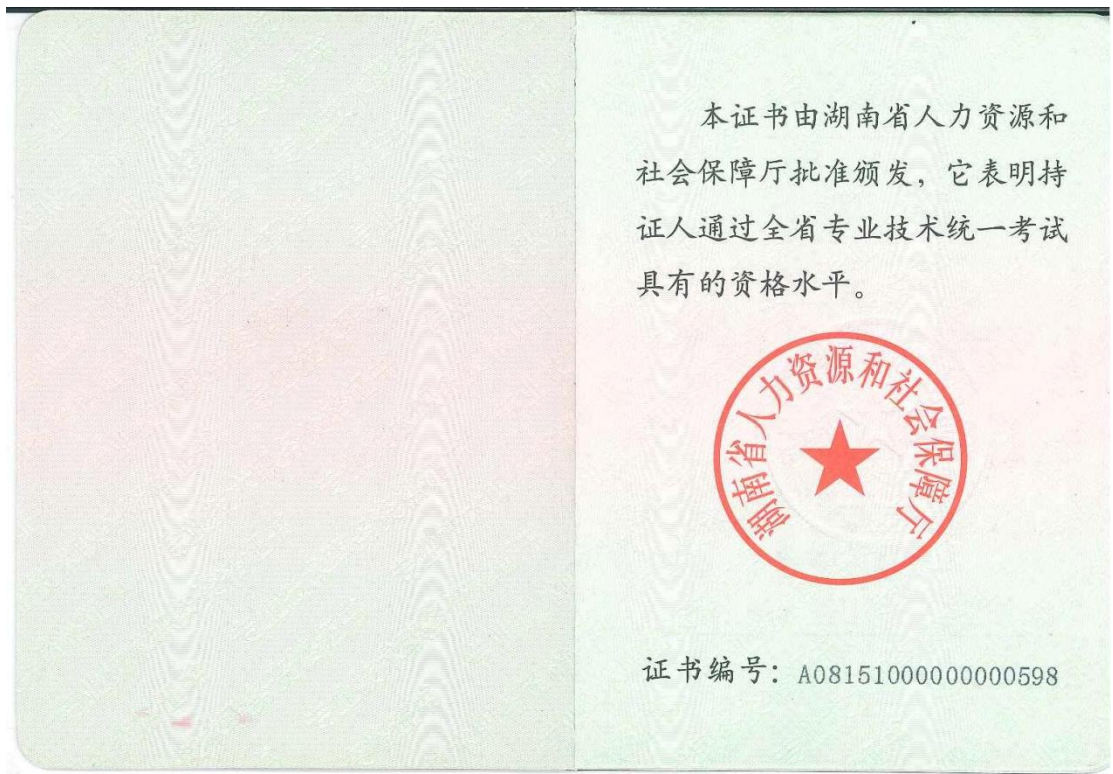 本证书由湖南省人力资源和
社会保障厅批准颁发，它表明持
证人通过全省专业技术统一考试
具有的资格水平。
湖南省人力资源和社会保障厅
证书编号：A08151000000000598